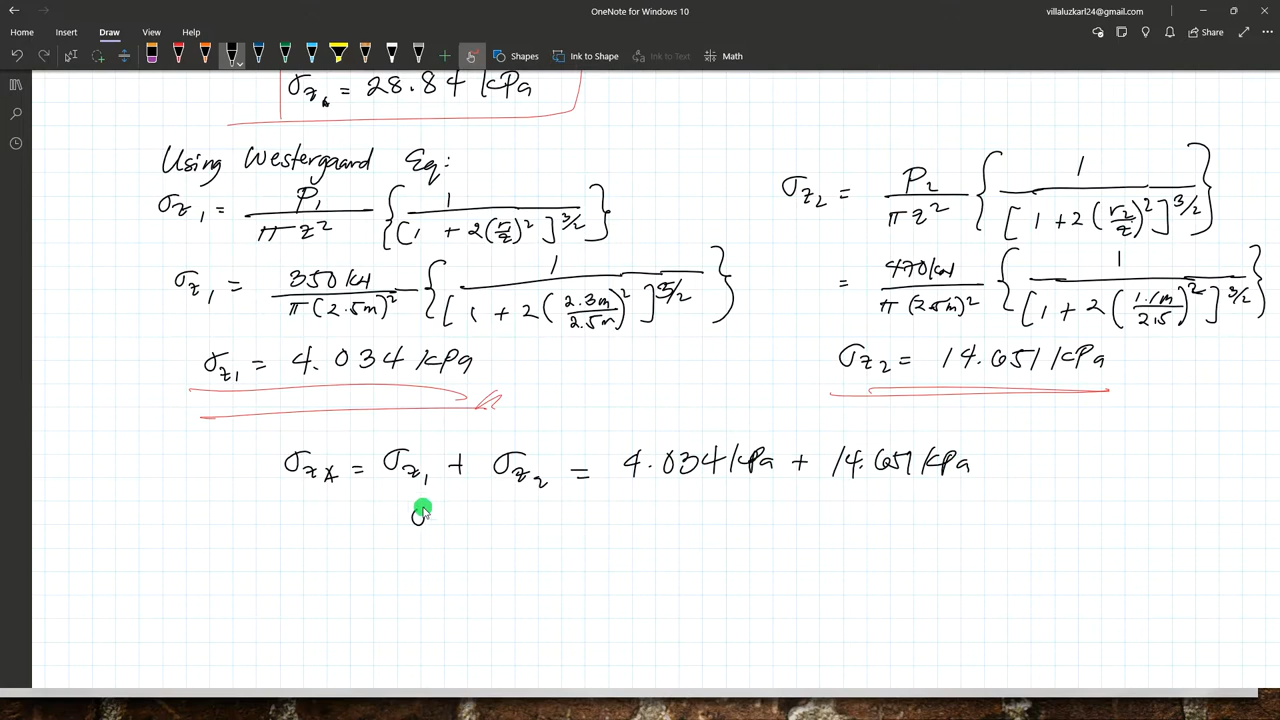 OneNote for Windows 10
villaluzkarl24@gmail.com
Home Insert Draw View Help
Share
Shapes Ink to Shape Ink to Text Math
σz_A = 28.84 kPa
Using Westergaard Eq:
σz₁ = P₁ / πz² { 1 / [1 + 2(r₁/z)²]^3/2 }
σz₁ = 350 kN / π(2.5m)² { 1 / [1 + 2(2.3m/2.5m)²]^3/2 }
σz₁ = 4.034 kPa
σz₂ = P₂ / πz² { 1 / [1 + 2(r₂/z)²]^3/2 }
= 470 kN / π(2.5m)² { 1 / [1 + 2(1.1m/2.5)²]^3/2 }
σz₂ = 14.651 kPa
σz_A = σz₁ + σz₂ = 4.034 kPa + 14.651 kPa